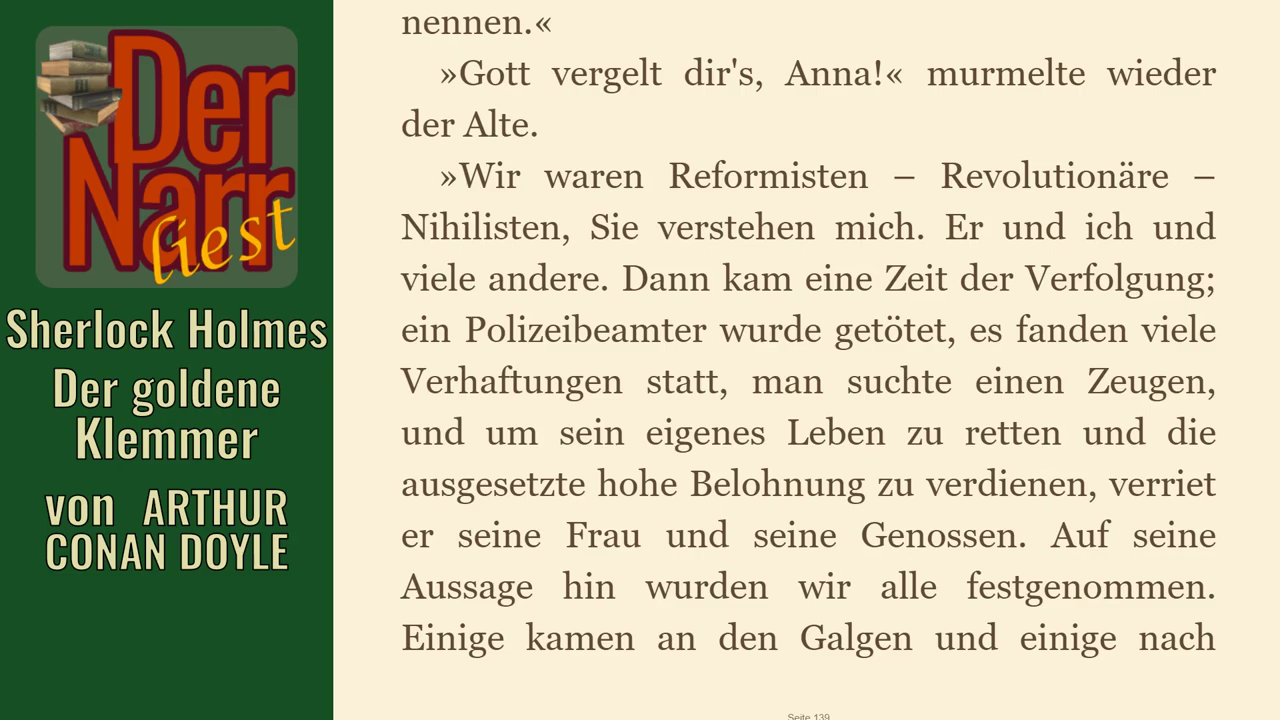 Der
Narr
liest
Sherlock Holmes
Der goldene
Klemmer
von ARTHUR
CONAN DOYLE
nennen.«
»Gott vergelt dir's, Anna!« murmelte wieder
der Alte.
»Wir waren Reformisten – Revolutionäre –
Nihilisten, Sie verstehen mich. Er und ich und
viele andere. Dann kam eine Zeit der Verfolgung;
ein Polizeibeamter wurde getötet, es fanden viele
Verhaftungen statt, man suchte einen Zeugen,
und um sein eigenes Leben zu retten und die
ausgesetzte hohe Belohnung zu verdienen, verriet
er seine Frau und seine Genossen. Auf seine
Aussage hin wurden wir alle festgenommen.
Einige kamen an den Galgen und einige nach
Seite 139